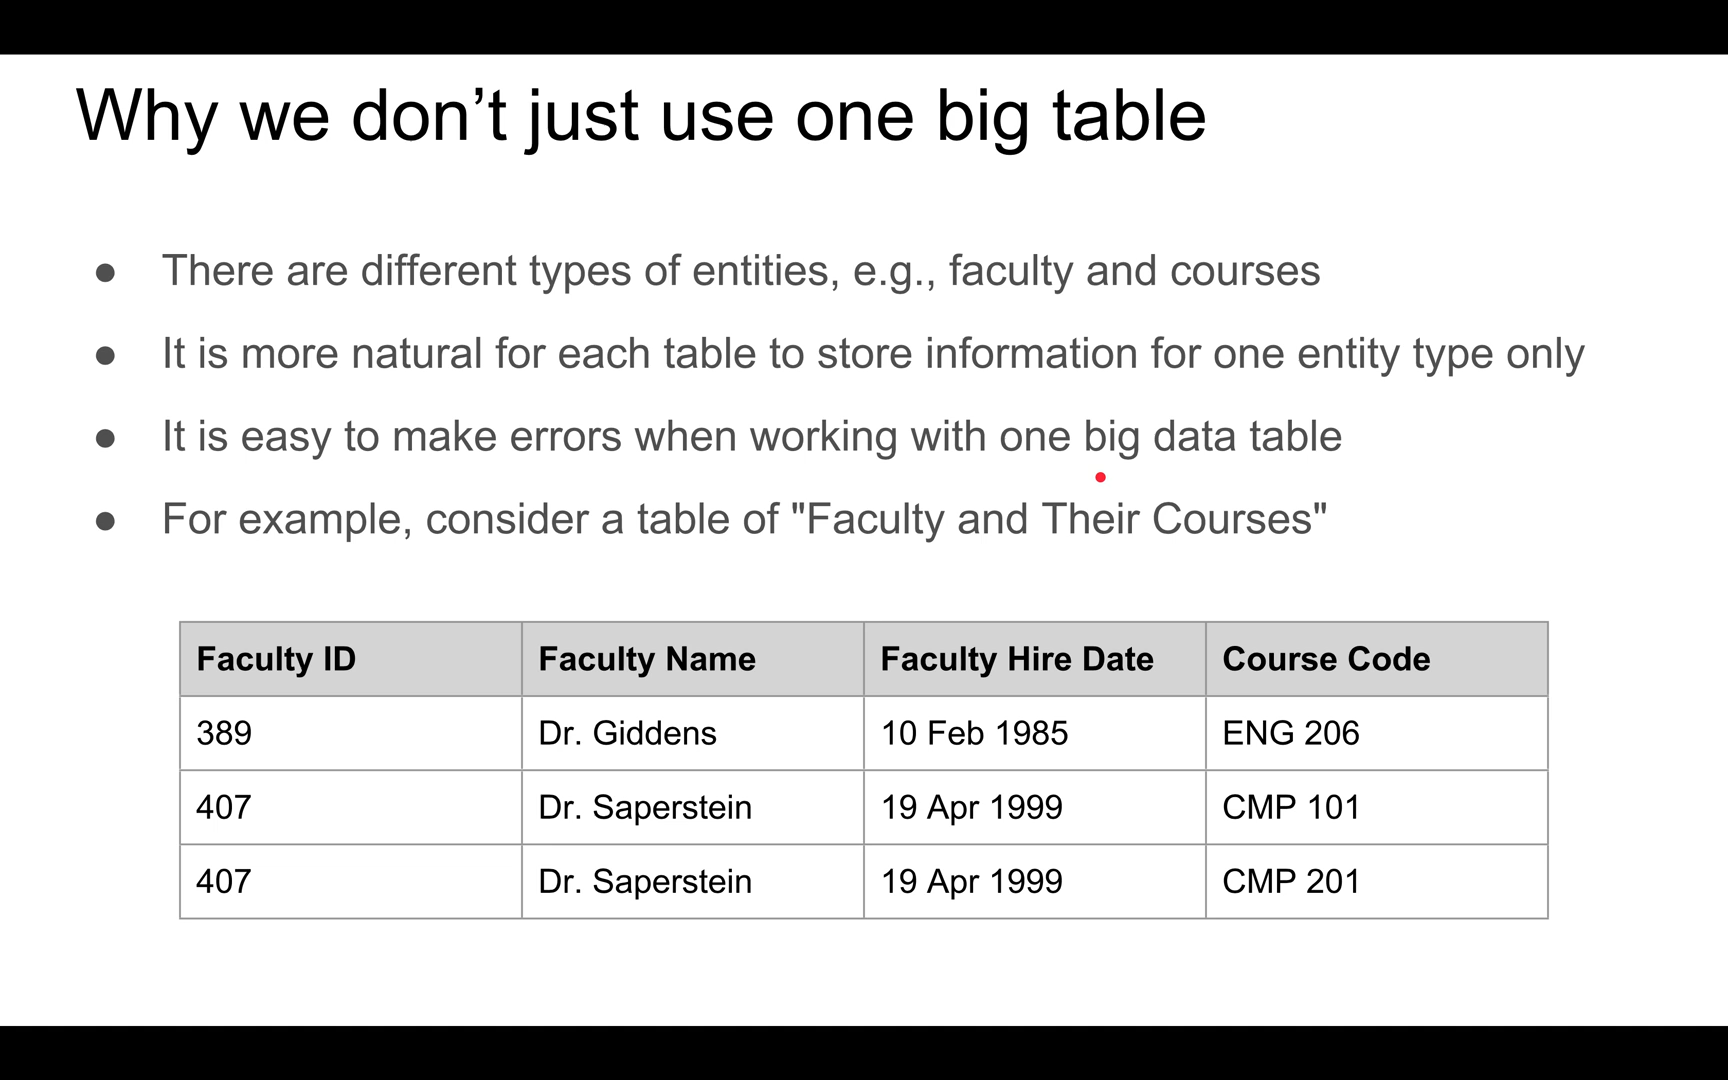 Why we don’t just use one big table
● There are different types of entities, e.g., faculty and courses
● It is more natural for each table to store information for one entity type only
● It is easy to make errors when working with one big data table
● For example, consider a table of "Faculty and Their Courses"
Faculty ID Faculty Name Faculty Hire Date Course Code
389 Dr. Giddens 10 Feb 1985 ENG 206
407 Dr. Saperstein 19 Apr 1999 CMP 101
407 Dr. Saperstein 19 Apr 1999 CMP 201